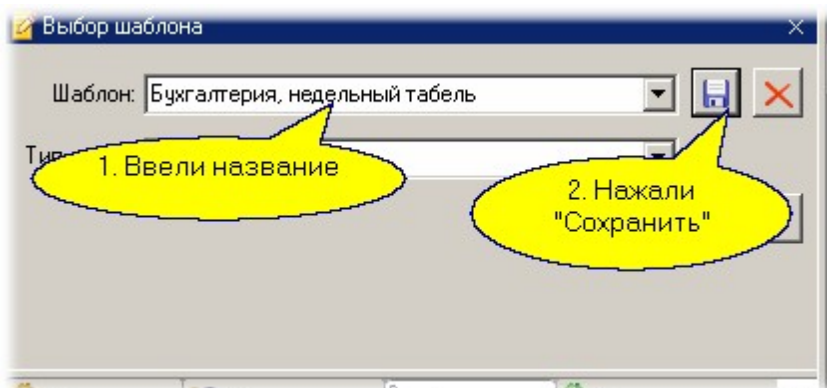 Выбор шаблона
Шаблон: Бухгалтерия, недельный табель
1. Ввели название
2. Нажали
"Сохранить"